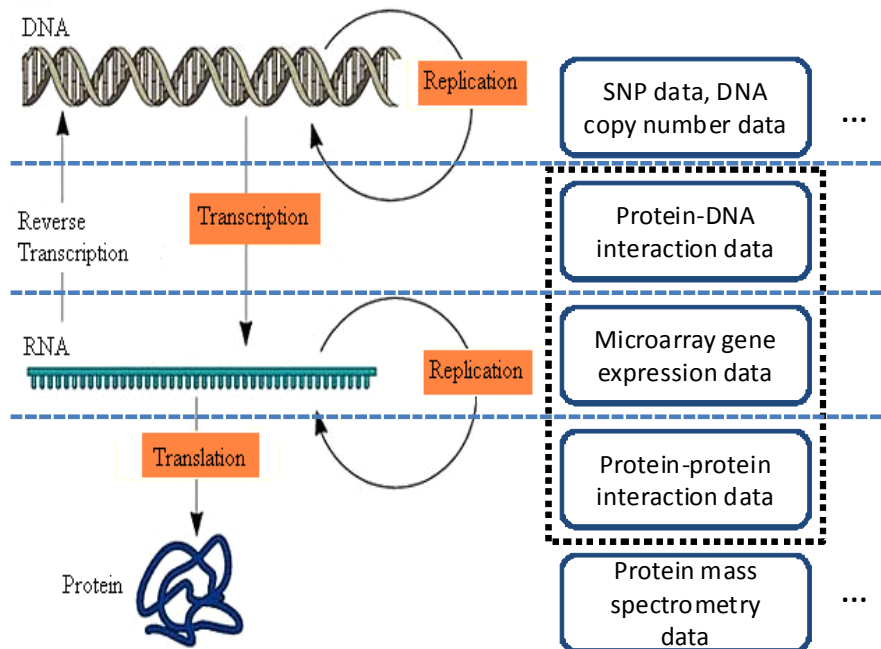 DNA
Replication
SNP data, DNA
copy number data
...
Reverse
Transcription
Transcription
Protein-DNA
interaction data
RNA
Replication
Microarray gene
expression data
Translation
Protein-protein
interaction data
Protein
Protein mass
spectrometry
data
...